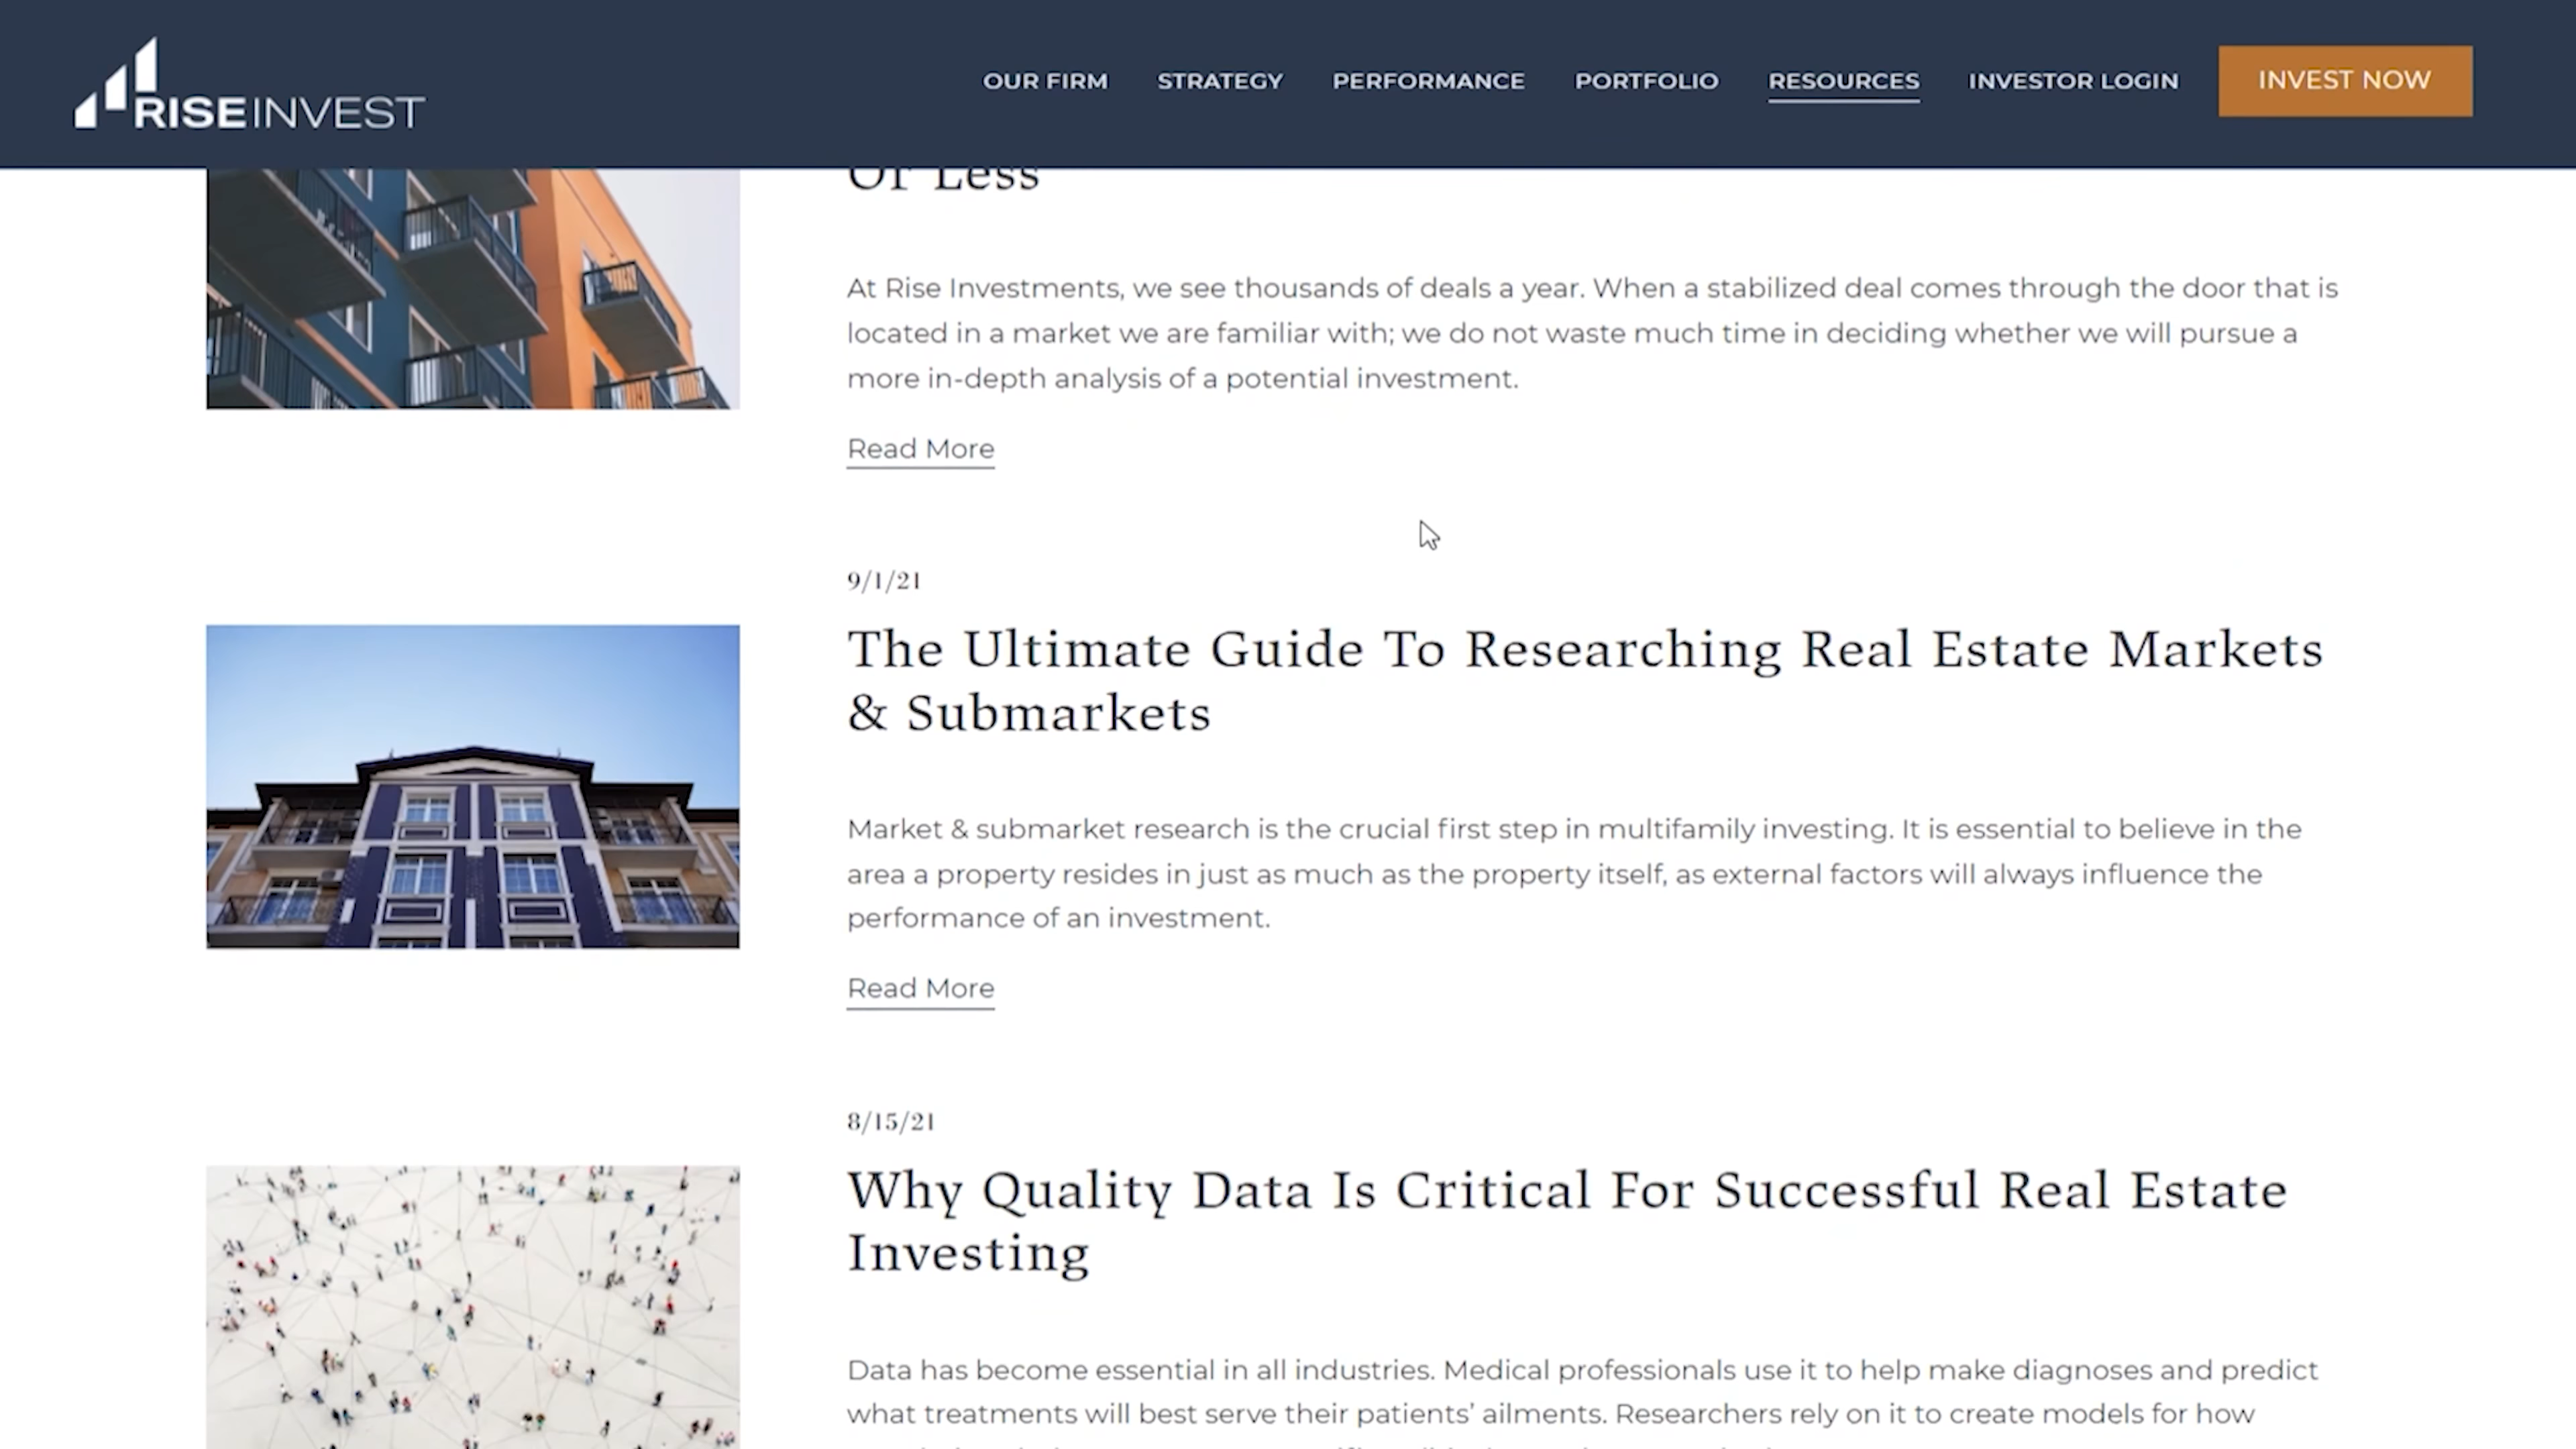 RISEINVEST
OUR FIRM STRATEGY PERFORMANCE PORTFOLIO RESOURCES INVESTOR LOGIN INVEST NOW
Or Less
At Rise Investments, we see thousands of deals a year. When a stabilized deal comes through the door that is
located in a market we are familiar with; we do not waste much time in deciding whether we will pursue a
more in-depth analysis of a potential investment.
Read More
9/1/21
The Ultimate Guide To Researching Real Estate Markets
& Submarkets
Market & submarket research is the crucial first step in multifamily investing. It is essential to believe in the
area a property resides in just as much as the property itself, as external factors will always influence the
performance of an investment.
Read More
8/15/21
Why Quality Data Is Critical For Successful Real Estate
Investing
Data has become essential in all industries. Medical professionals use it to help make diagnoses and predict
what treatments will best serve their patients’ ailments. Researchers rely on it to create models for how